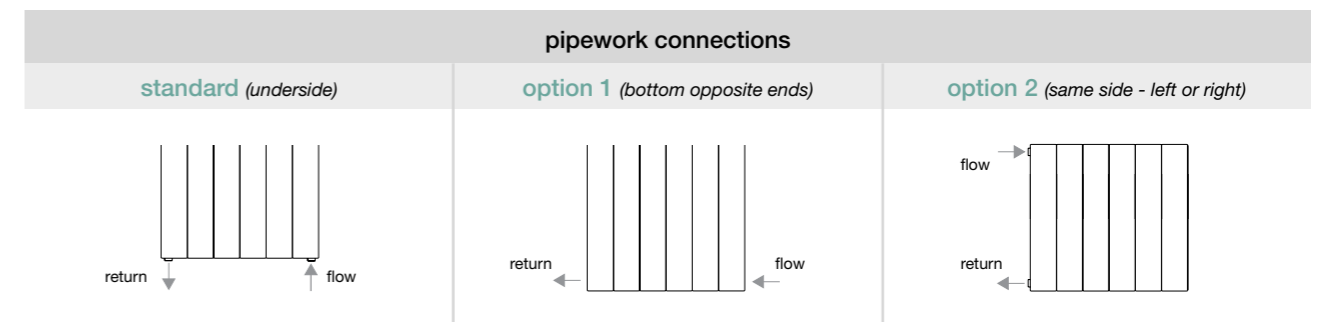 pipework connections
standard (underside)
option 1 (bottom opposite ends)
option 2 (same side - left or right)
return
flow
return
flow
flow
return